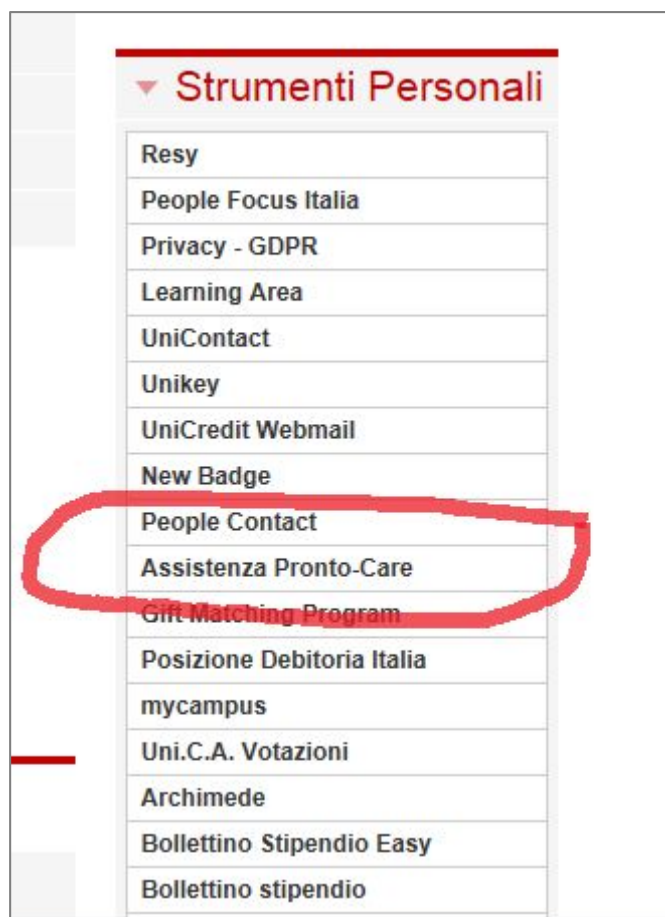 Strumenti Personali
Resy
People Focus Italia
Privacy - GDPR
Learning Area
UniContact
Unikey
UniCredit Webmail
New Badge
People Contact
Assistenza Pronto-Care
Gift Matching Program
Posizione Debitoria Italia
mycampus
Uni.C.A. Votazioni
Archimede
Bollettino Stipendio Easy
Bollettino stipendio